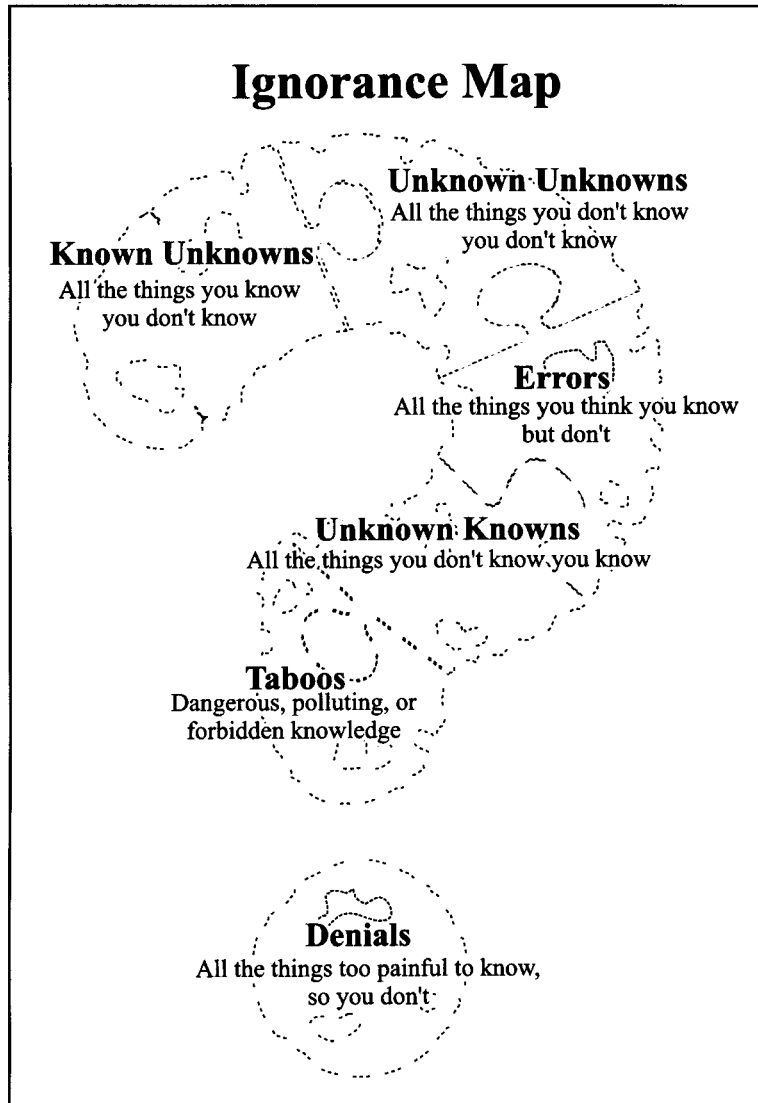 Ignorance Map
Unknown Unknowns
All the things you don't know
you don't know
Known Unknowns
All the things you know
you don't know
Errors
All the things you think you know
but don't
Unknown Knowns
All the things you don't know you know
Taboos
Dangerous, polluting, or
forbidden knowledge
Denials
All the things too painful to know,
so you don't